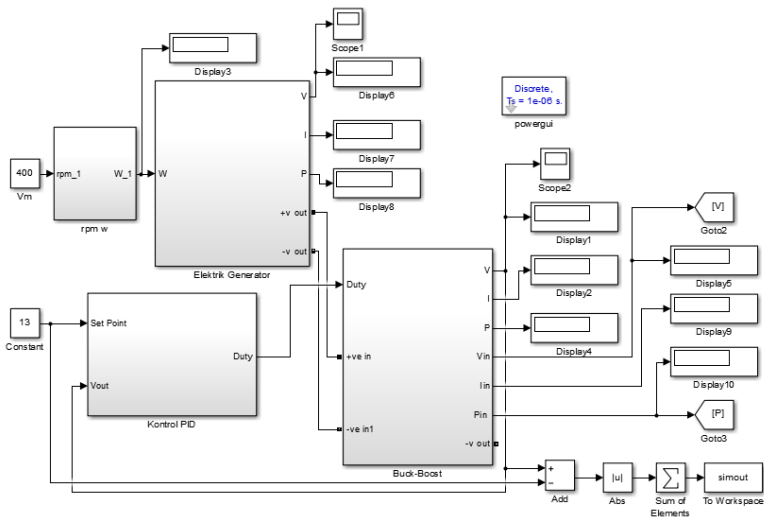 Scope1
Display3
V
Display6
Discrete,
Ts = 1e-06 s.
powergui
I
Display7
400
Vm
rpm_1
W_1
rpm w
W
P
Display8
Scope2
+v out
-v out
Elektrik Generator
Display1
[V]
Goto2
Duty
V
I
Display2
Display5
13
Constant
Set Point
Duty
Vout
Kontrol PID
P
Display4
Display9
+ve in
Vin
Iin
Display10
-ve in1
Pin
[P]
Goto3
-v out
Buck-Boost
+
−
Add
|u|
Abs
∑
Sum of
Elements
simout
To Workspace